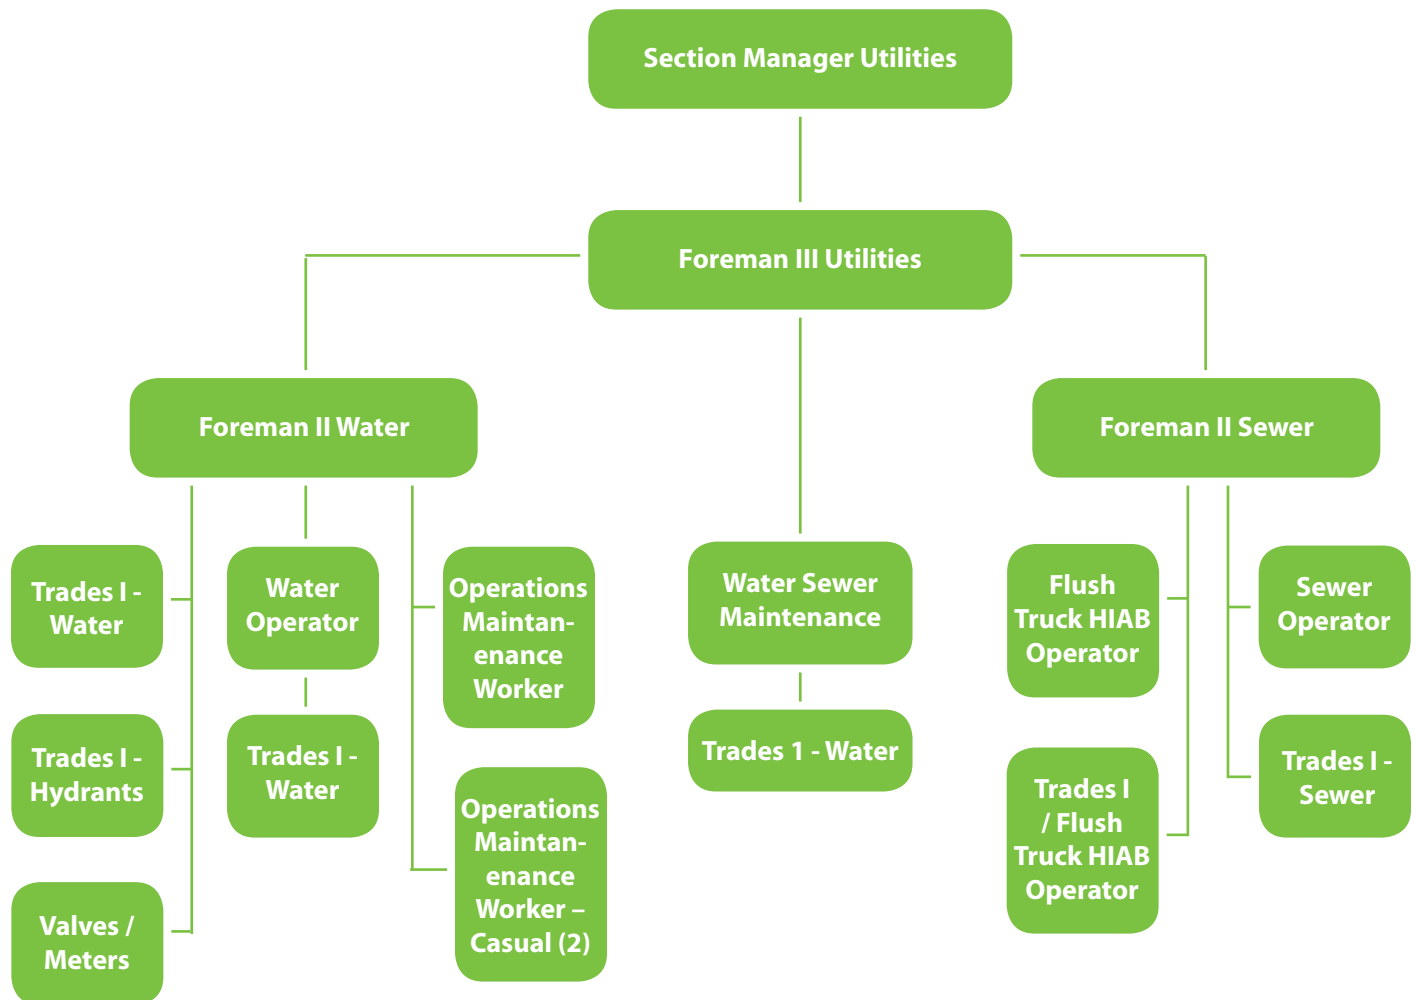 Section Manager Utilities
Foreman III Utilities
Foreman II Water
Foreman II Sewer
Trades I -
Water
Trades I -
Hydrants
Valves /
Meters
Water
Operator
Trades I -
Water
Operations
Maintan-
enance
Worker
Operations
Maintan-
enance
Worker –
Casual (2)
Water Sewer
Maintenance
Trades 1 - Water
Flush
Truck HIAB
Operator
Trades I
/ Flush
Truck HIAB
Operator
Sewer
Operator
Trades I -
Sewer